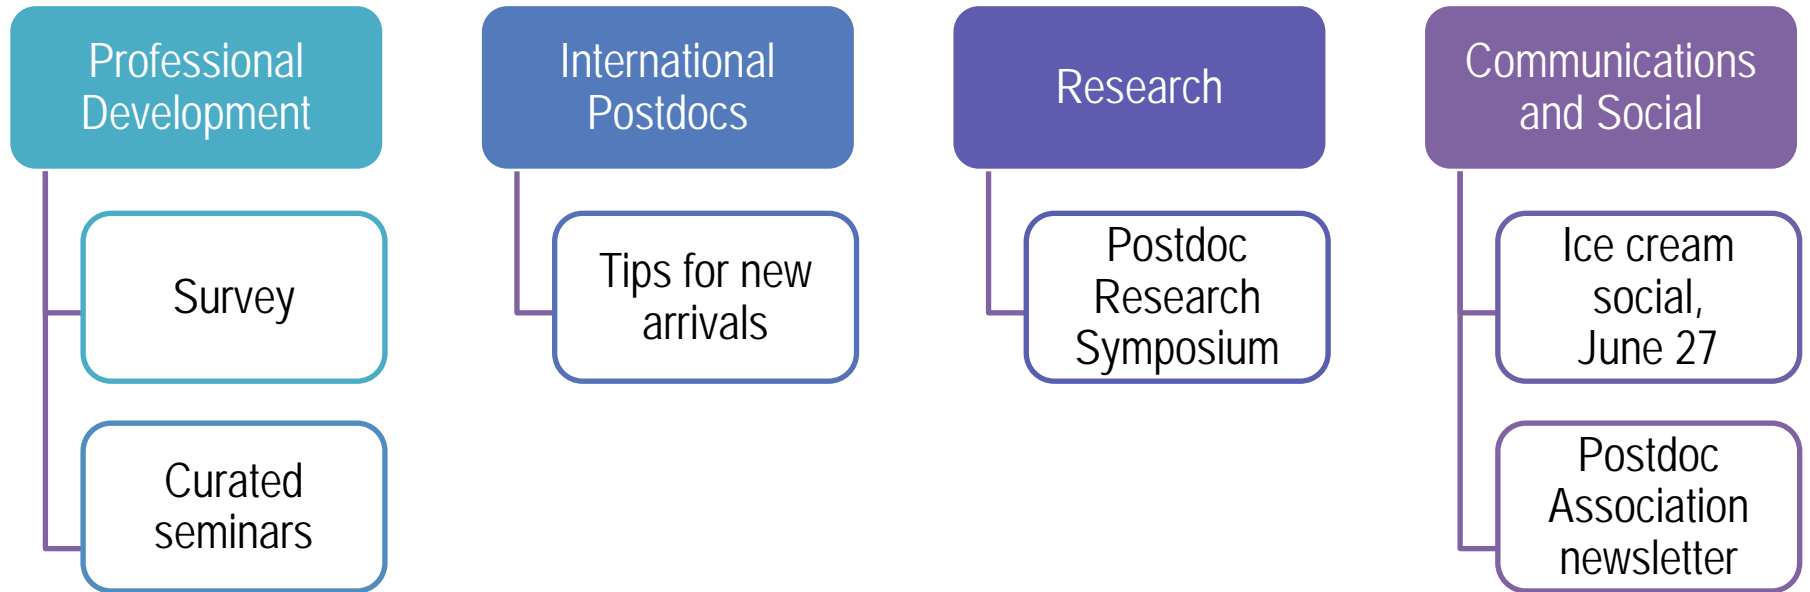 Professional
Development
Survey
Curated
seminars
International
Postdocs
Tips for new
arrivals
Research
Postdoc
Research
Symposium
Communications
and Social
Ice cream
social,
June 27
Postdoc
Association
newsletter